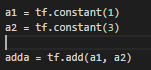 a1 = tf.constant(1)
a2 = tf.constant(3)
adda = tf.add(a1, a2)